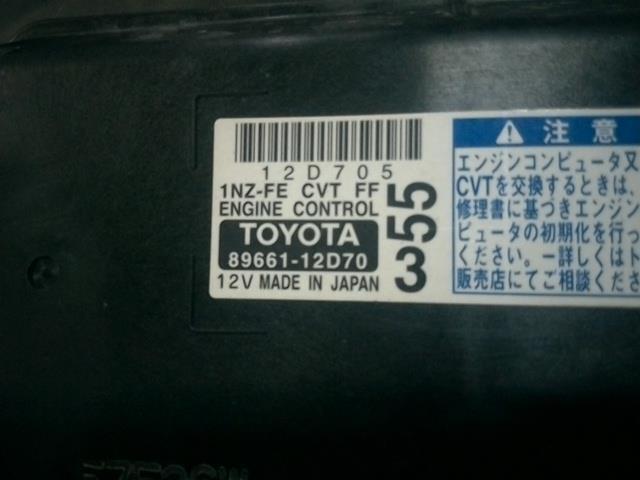 12D705
1NZ-FE CVT FF
ENGINE CONTROL
TOYOTA
89661-12D70
12V MADE IN JAPAN
355
注意
エンジンコンピュータ又
CVTを交換するときは、
修理書に基づきエンジン
ピュータの初期化を行っ
ください。一詳しくはト
販売店にてご相談くださ